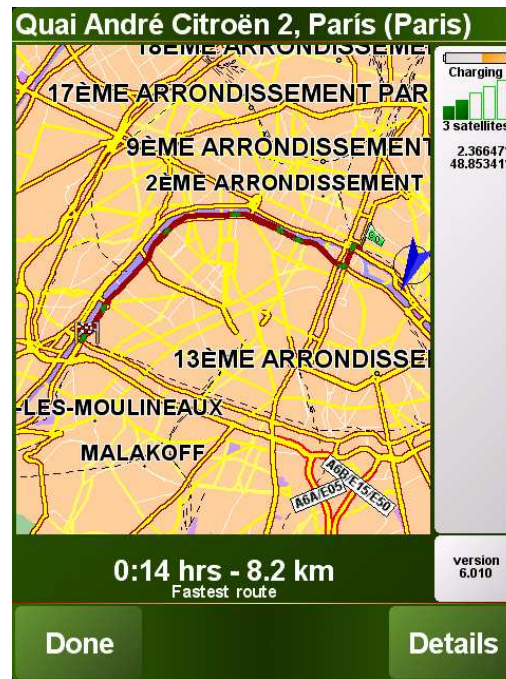 Quai André Citroën 2, París (Paris)
18ÈME ARRONDISSEME
17ÈME ARRONDISSEMENT PAR
9ÈME ARRONDISSEMENT
2ÈME ARRONDISSEMENT
13ÈME ARRONDISSE
-LES-MOULINEAUX
MALAKOFF
A6A/E05
A6B/E15/E50
Charging
3 satellites
2.36647
48.85341
version
6.010
0:14 hrs - 8.2 km
Fastest route
Done
Details